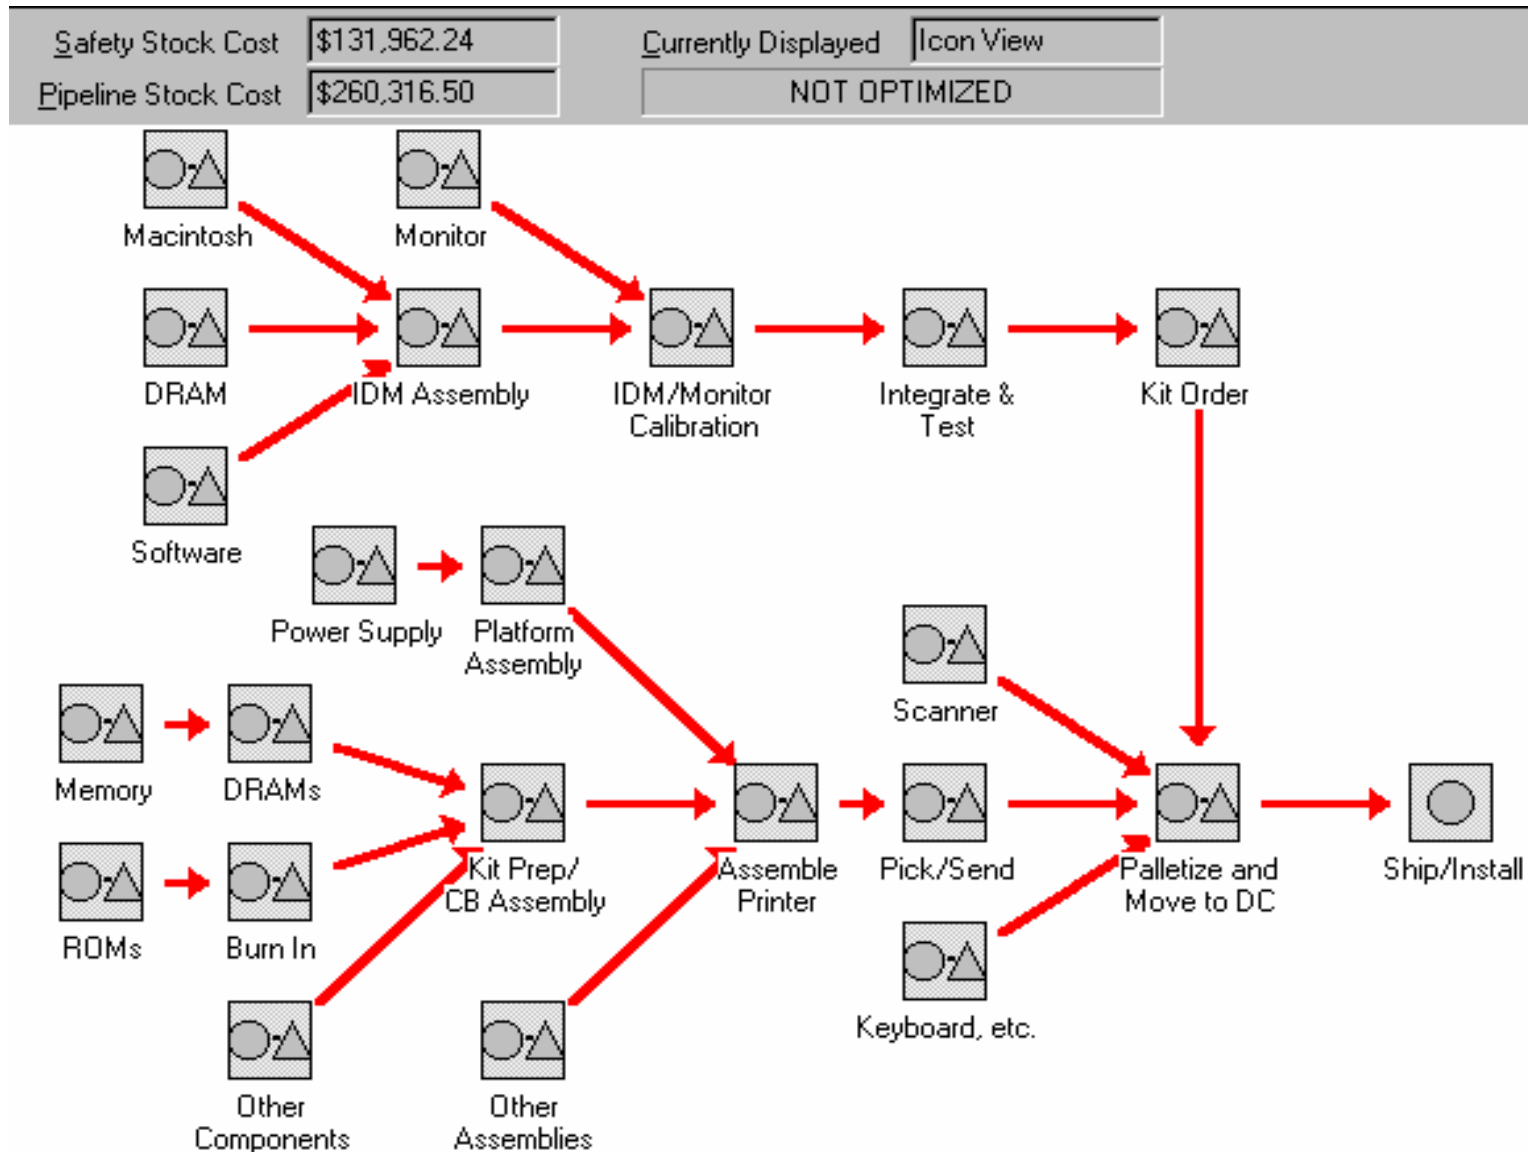 Safety Stock Cost $131,962.24 Currently Displayed Icon View
Pipeline Stock Cost $260,316.50 NOT OPTIMIZED
Macintosh
Monitor
DRAM
IDM Assembly
IDM/Monitor
Calibration
Integrate &
Test
Kit Order
Software
Power Supply
Platform
Assembly
Scanner
Memory
DRAMs
Kit Prep/
CB Assembly
Assemble
Printer
Pick/Send
Palletize and
Move to DC
Ship/Install
ROMs
Burn In
Keyboard, etc.
Other
Components
Other
Assemblies